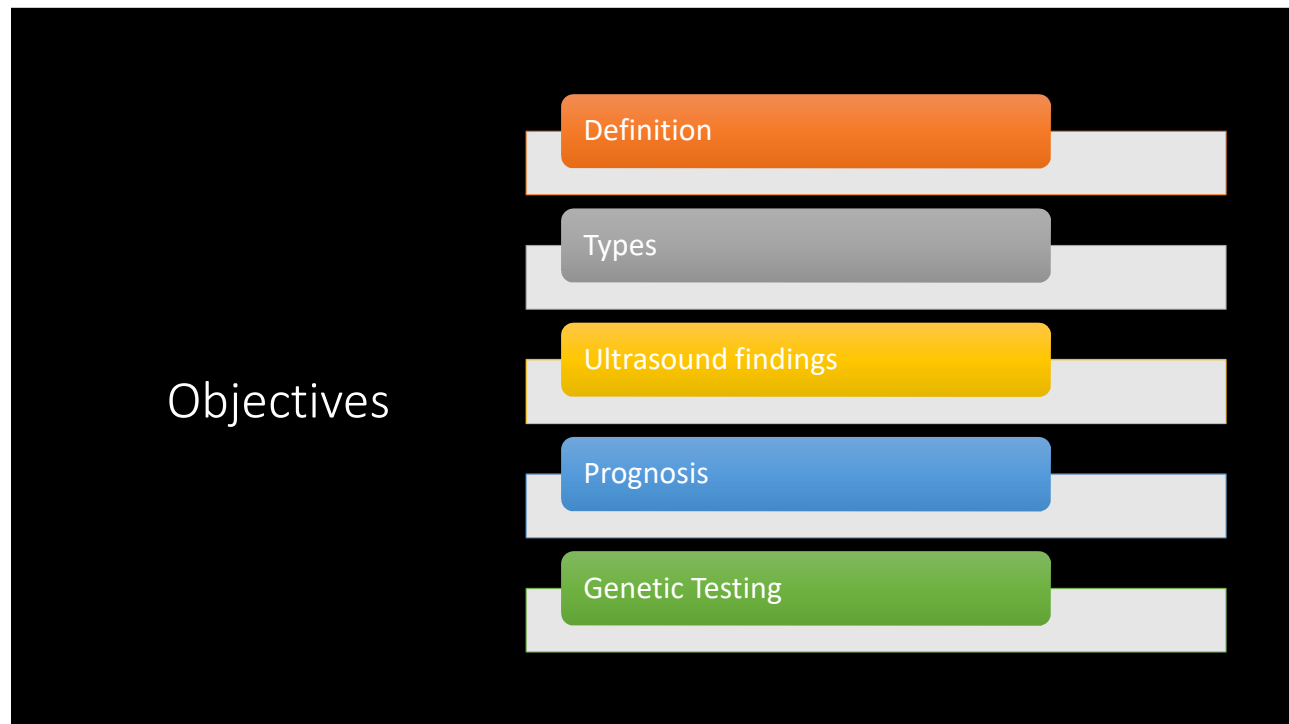 Objectives
Definition
Types
Ultrasound findings
Prognosis
Genetic Testing